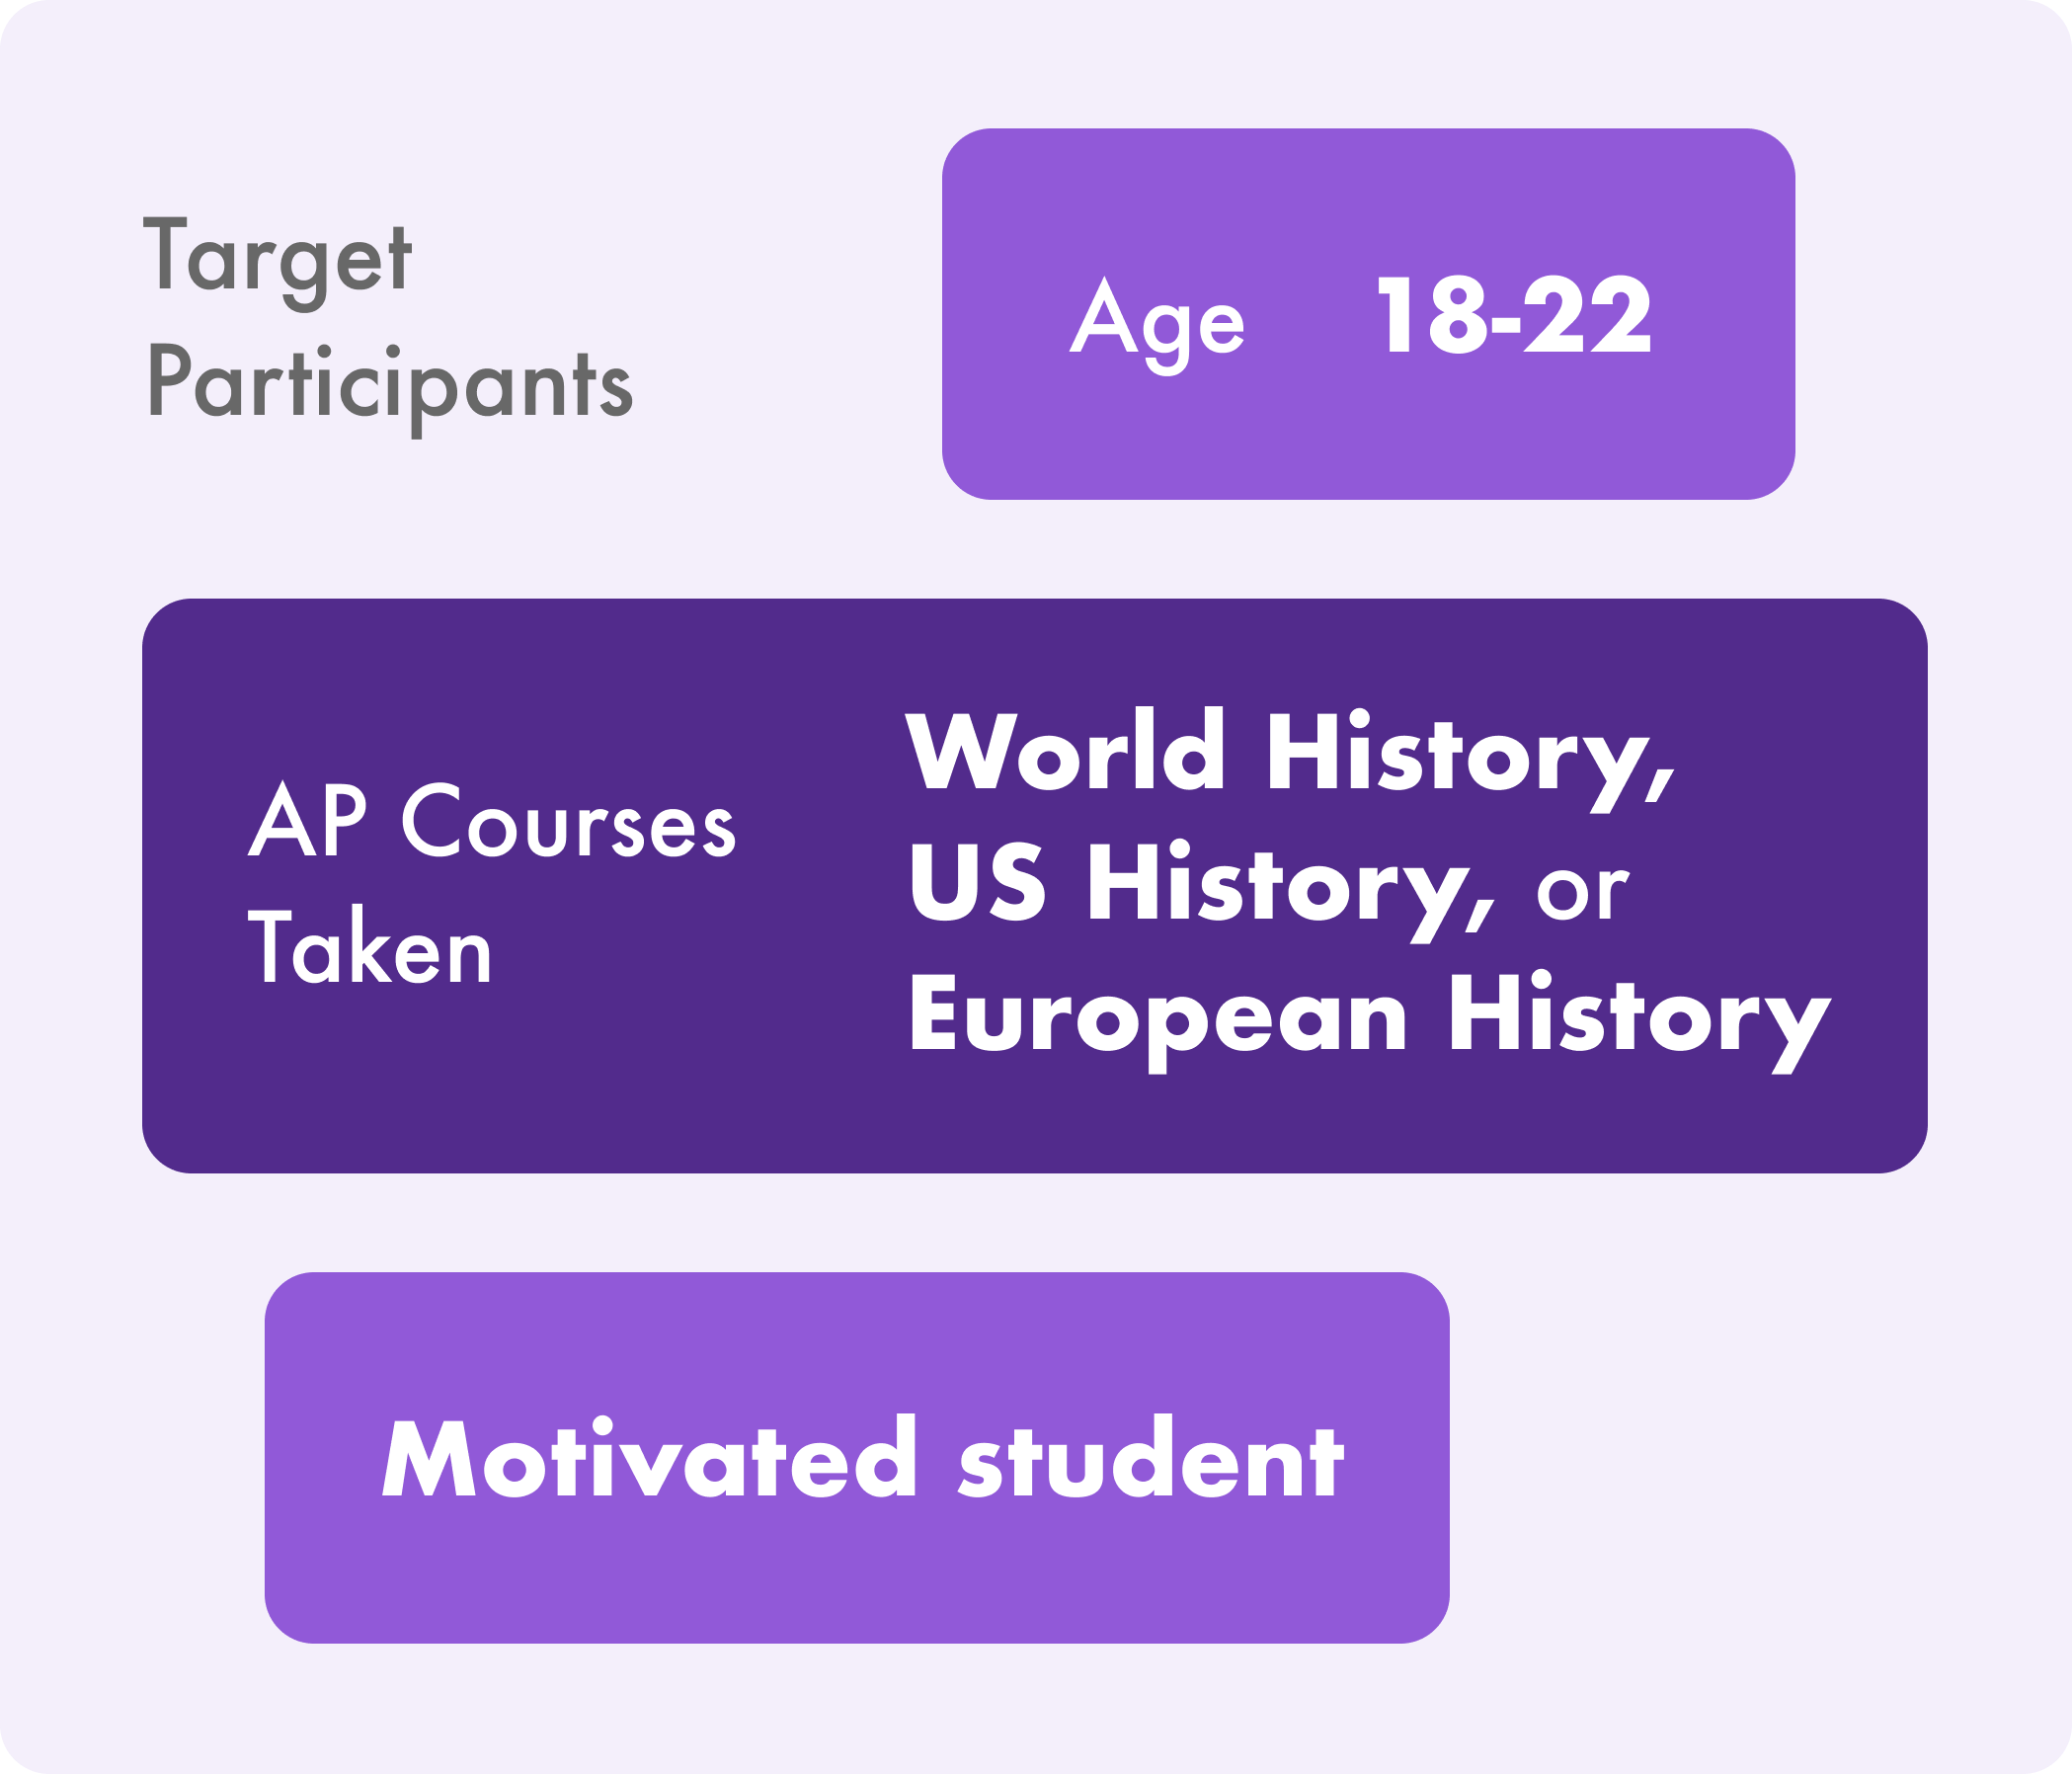 Target
Participants
Age 18-22
AP Courses
Taken
World History,
US History, or
European History
Motivated student